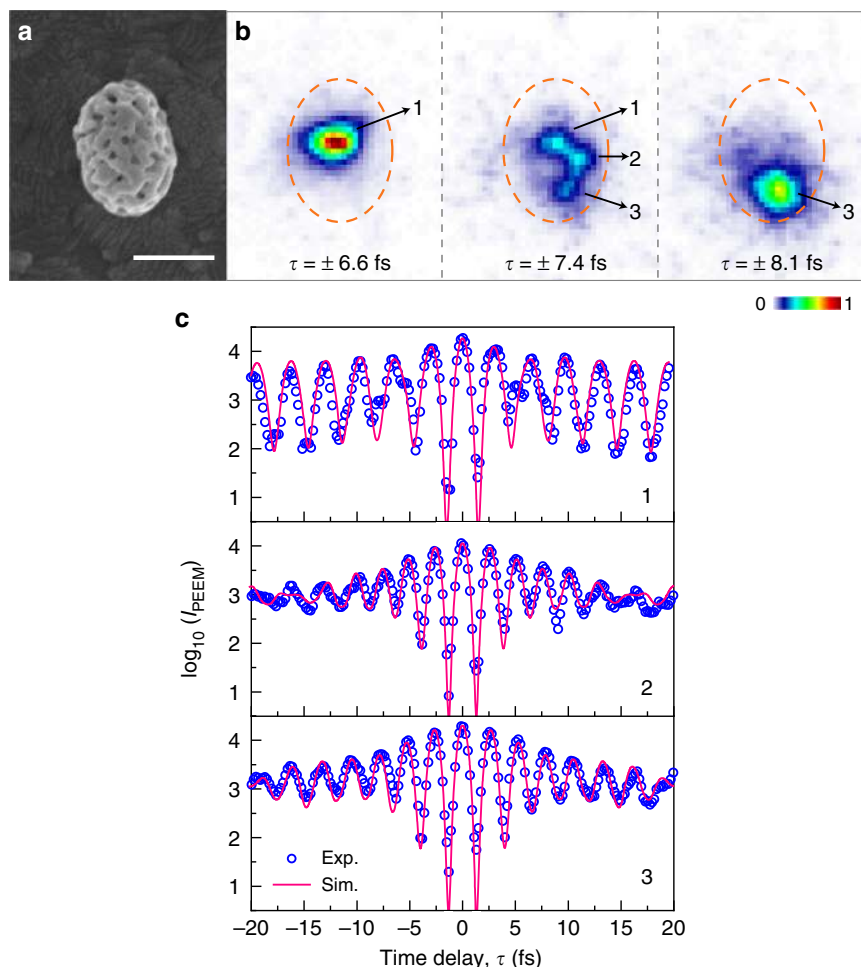 a
b
1
1
2
3
3
τ = ± 6.6 fs
τ = ± 7.4 fs
τ = ± 8.1 fs
0 1
c
4
3
2
1
1
4
3
2
1
2
4
3
2
1
3
log₁₀ (I_PEEM)
Exp.
Sim.
−20 −15 −10 −5 0 5 10 15 20
Time delay, τ (fs)